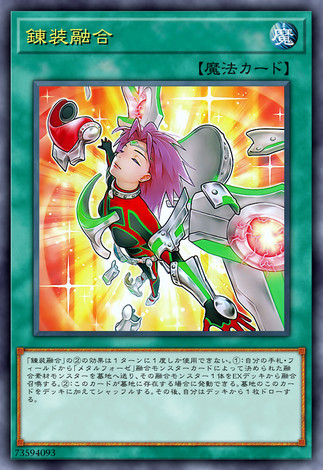 錬装融合
魔
【魔法カード】
「錬装融合」の②の効果は１ターンに１度しか使用できない。①：自分の手札・フ
ィールドから「メタルフォーゼ」融合モンスターカードによって決められた融
合素材モンスターを墓地へ送り、その融合モンスター１体をEXデッキから融合
召喚する。②：このカードが墓地に存在する場合に発動できる。墓地のこのカー
ドをデッキに加えてシャッフルする。その後、自分はデッキから１枚ドローす
る。
73594093